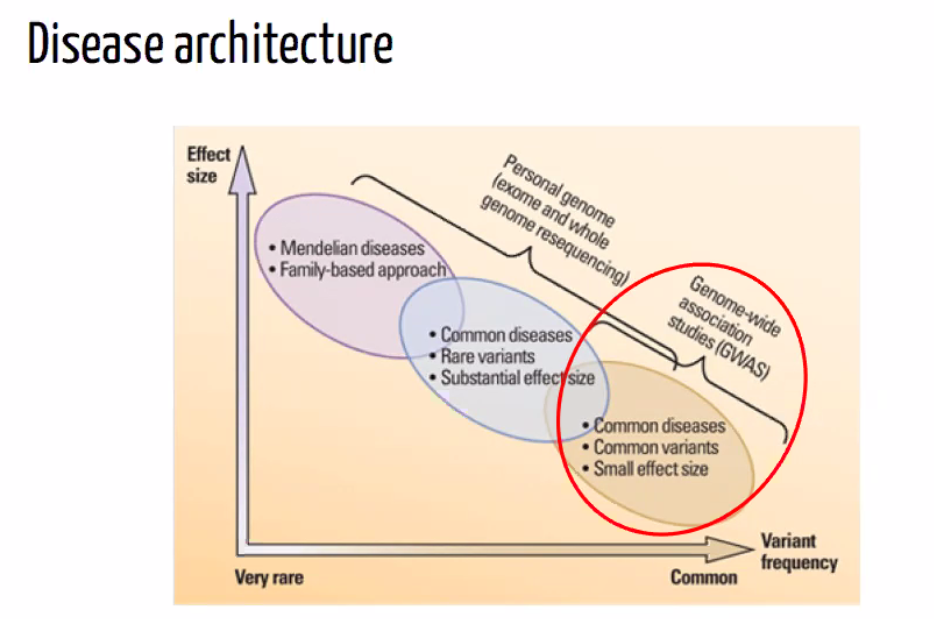 Disease architecture
Effect
size
Personal genome
(exome and whole
genome resequencing)
• Mendelian diseases
• Family-based approach
Genome-wide
association
studies (GWAS)
• Common diseases
• Rare variants
• Substantial effect size
• Common diseases
• Common variants
• Small effect size
Variant
frequency
Very rare
Common